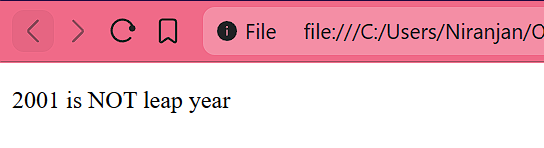 File file:///C:/Users/Niranjan/O
2001 is NOT leap year